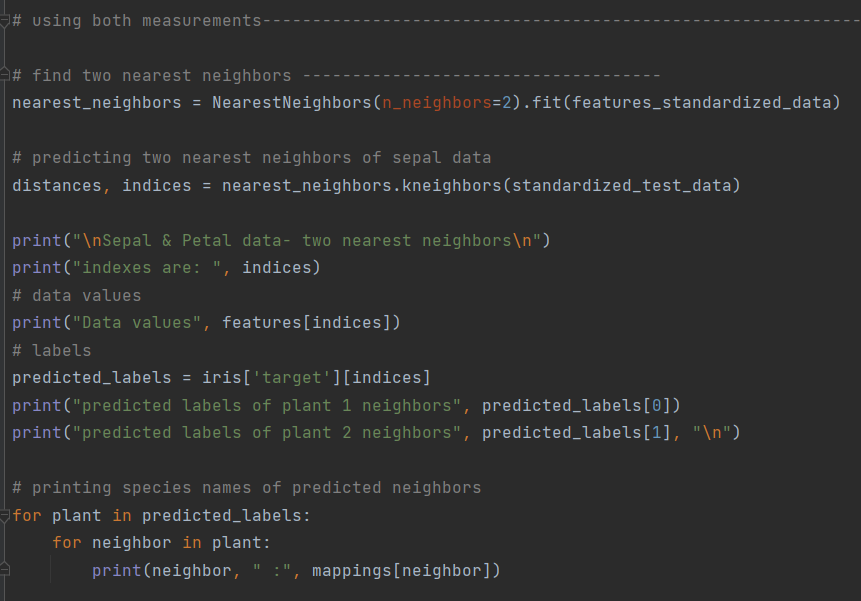 # using both measurements------------------------------------------------------------
# find two nearest neighbors ------------------------------------
nearest_neighbors = NearestNeighbors(n_neighbors=2).fit(features_standardized_data)
# predicting two nearest neighbors of sepal data
distances, indices = nearest_neighbors.kneighbors(standardized_test_data)
print("\nSepal & Petal data- two nearest neighbors\n")
print("indexes are: ", indices)
# data values
print("Data values", features[indices])
# labels
predicted_labels = iris['target'][indices]
print("predicted labels of plant 1 neighbors", predicted_labels[0])
print("predicted labels of plant 2 neighbors", predicted_labels[1], "\n")
# printing species names of predicted neighbors
for plant in predicted_labels:
    for neighbor in plant:
        print(neighbor, " :", mappings[neighbor])